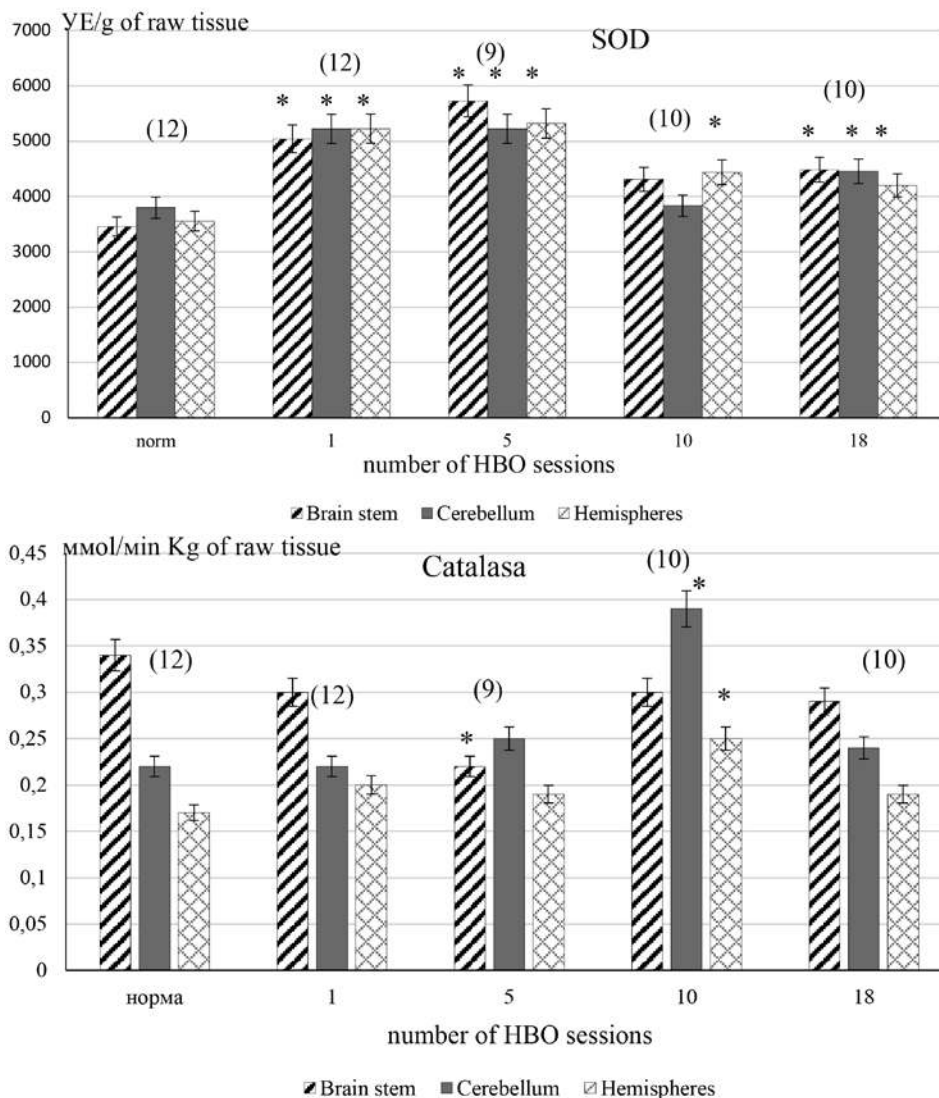 УЕ/g of raw tissue
SOD
7000
6000
5000
4000
3000
2000
1000
0
(12)
(12)
* * *
(9)
* * *
(10)
*
(10)
* * *
norm 1 5 10 18
number of HBO sessions
Brain stem Cerebellum Hemispheres
ммol/мin Kg of raw tissue
Catalasa
0,45
0,4
0,35
0,3
0,25
0,2
0,15
0,1
0,05
0
(12)
(12)
(9)
*
(10)
*
*
(10)
норма 1 5 10 18
number of HBO sessions
Brain stem Cerebellum Hemispheres